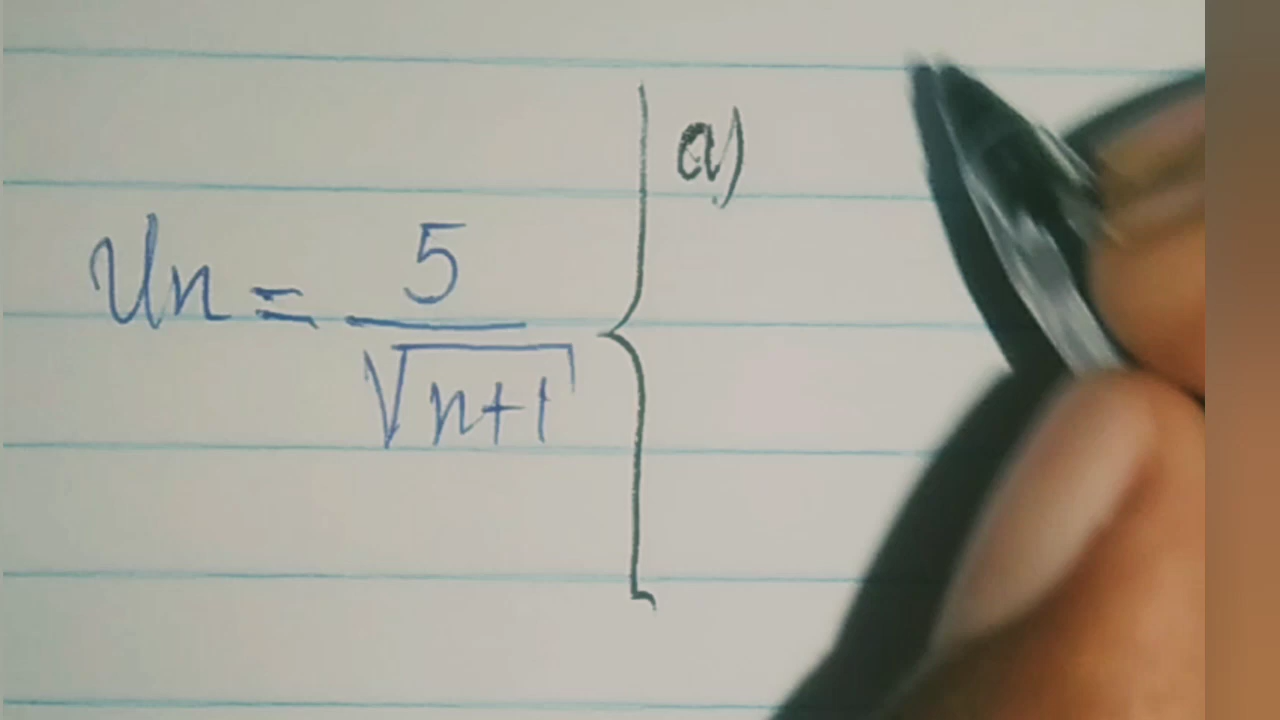 a)
Un = 5/√(n+1)